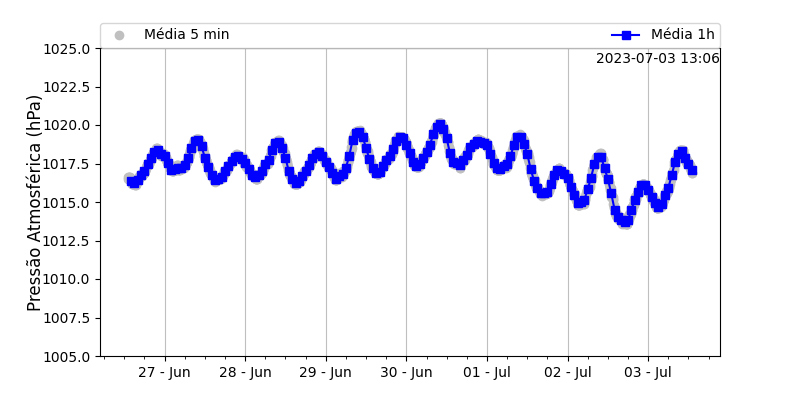 Média 5 min
Média 1h
2023-07-03 13:06
Pressão Atmosférica (hPa)
1025.0
1022.5
1020.0
1017.5
1015.0
1012.5
1010.0
1007.5
1005.0
27 - Jun 28 - Jun 29 - Jun 30 - Jun 01 - Jul 02 - Jul 03 - Jul